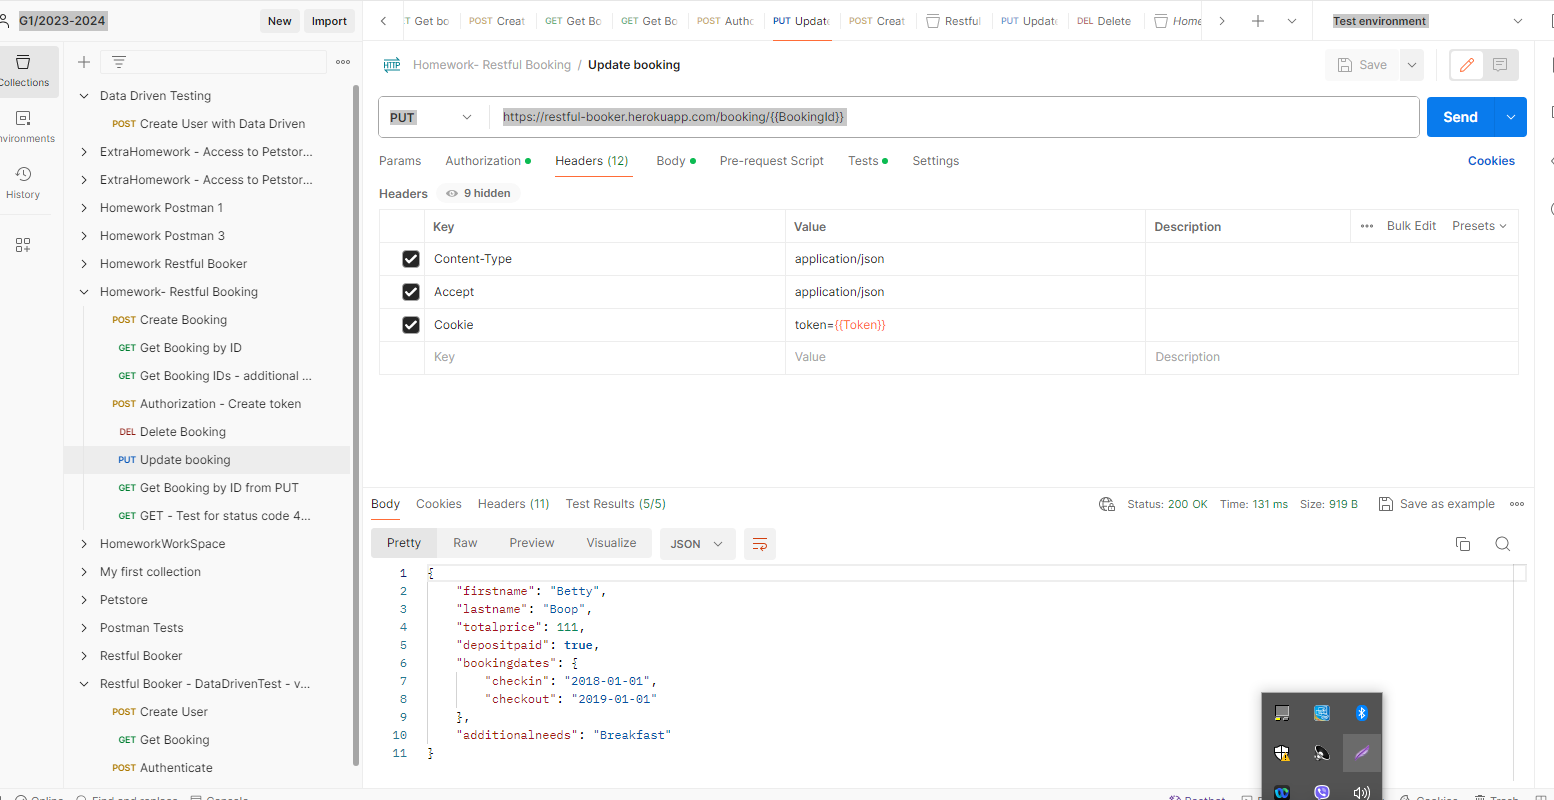 G1/2023-2024 New Import
Get bo POST Creat GET Get Bo GET Get Bo POST Autho PUT Update POST Creat Restful PUT Update DEL Delete Home Test environment
Homework- Restful Booking / Update booking Save
PUT https://restful-booker.herokuapp.com/booking/{{BookingId}} Send
Params Authorization Headers (12) Body Pre-request Script Tests Settings Cookies
Headers 9 hidden
Key Value Description Bulk Edit Presets
Content-Type application/json
Accept application/json
Cookie token={{Token}}
Key Value Description
Collections
Environments
History
Data Driven Testing
POST Create User with Data Driven
ExtraHomework - Access to Petstor...
ExtraHomework - Access to Petstor...
Homework Postman 1
Homework Postman 3
Homework Restful Booker
Homework- Restful Booking
POST Create Booking
GET Get Booking by ID
GET Get Booking IDs - additional ...
POST Authorization - Create token
DEL Delete Booking
PUT Update booking
GET Get Booking by ID from PUT
GET GET - Test for status code 4...
HomeworkWorkSpace
My first collection
Petstore
Postman Tests
Restful Booker
Restful Booker - DataDrivenTest - v...
POST Create User
GET Get Booking
POST Authenticate
Body Cookies Headers (11) Test Results (5/5) Status: 200 OK Time: 131 ms Size: 919 B Save as example
Pretty Raw Preview Visualize JSON
1 {
2 "firstname": "Betty",
3 "lastname": "Boop",
4 "totalprice": 111,
5 "depositpaid": true,
6 "bookingdates": {
7 "checkin": "2018-01-01",
8 "checkout": "2019-01-01"
9 },
10 "additionalneeds": "Breakfast"
11 }
Online Find and replace Console Cookies Trash